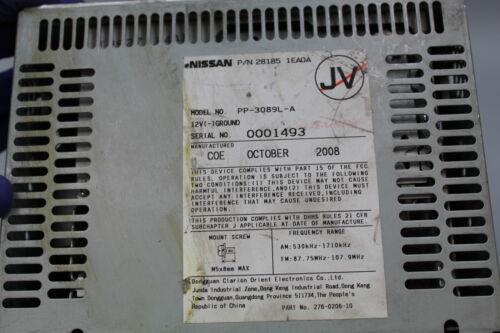 NISSAN P/N 28185 1EA0A
JV
MODEL NO. PP-3089L-A
12V(-)GROUND
SERIAL NO. 0001493
MANUFACTURED
COE OCTOBER 2008
THIS DEVICE COMPLIES WITH PART 15 OF THE FCC
RULES. OPERATION IS SUBJECT TO THE FOLLOWING
TWO CONDITIONS:(1) THIS DEVICE MAY NOT CAUSE
HARMFUL INTERFERENCE,AND(2) THIS DEVICE MUST
ACCEPT ANY INTERFERENCE RECEIVED,INCLUDING
INTERFERENCE THAT MAY CAUSE UNDESIRED
OPERATION.
THIS PRODUCTION COMPLIES WITH DHHS RULES 21 CFR
SUBCHAPTER J APPLICABLE AT DATE OF MANUFACTURE.
MOUNT SCREW
M5x8mm MAX
FREQUENCY RANGE
AM:530kHz-1710kHz
FM:87.75MHz-107.9MHz
Dongguan Clarion Orient Electronics Co.,Ltd.
Junda Industrial Zone,Dong Keng Industrial Road,Dong Keng
Town Dongguan,Guangdong Province 511734,The People's
Republic of China PART No. 276-0206-10